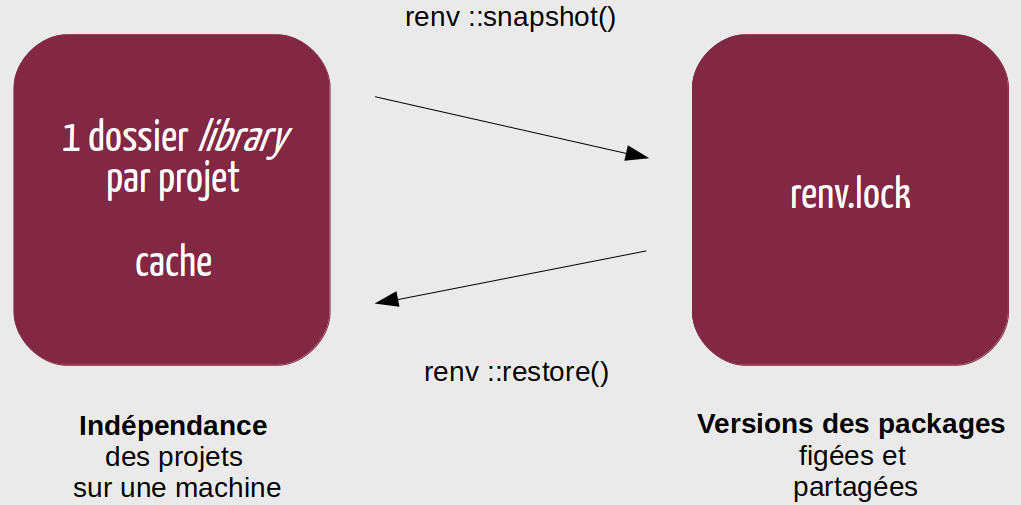 renv ::snapshot()
1 dossier library
par projet
cache
renv.lock
renv ::restore()
Indépendance
des projets
sur une machine
Versions des packages
figées et
partagées